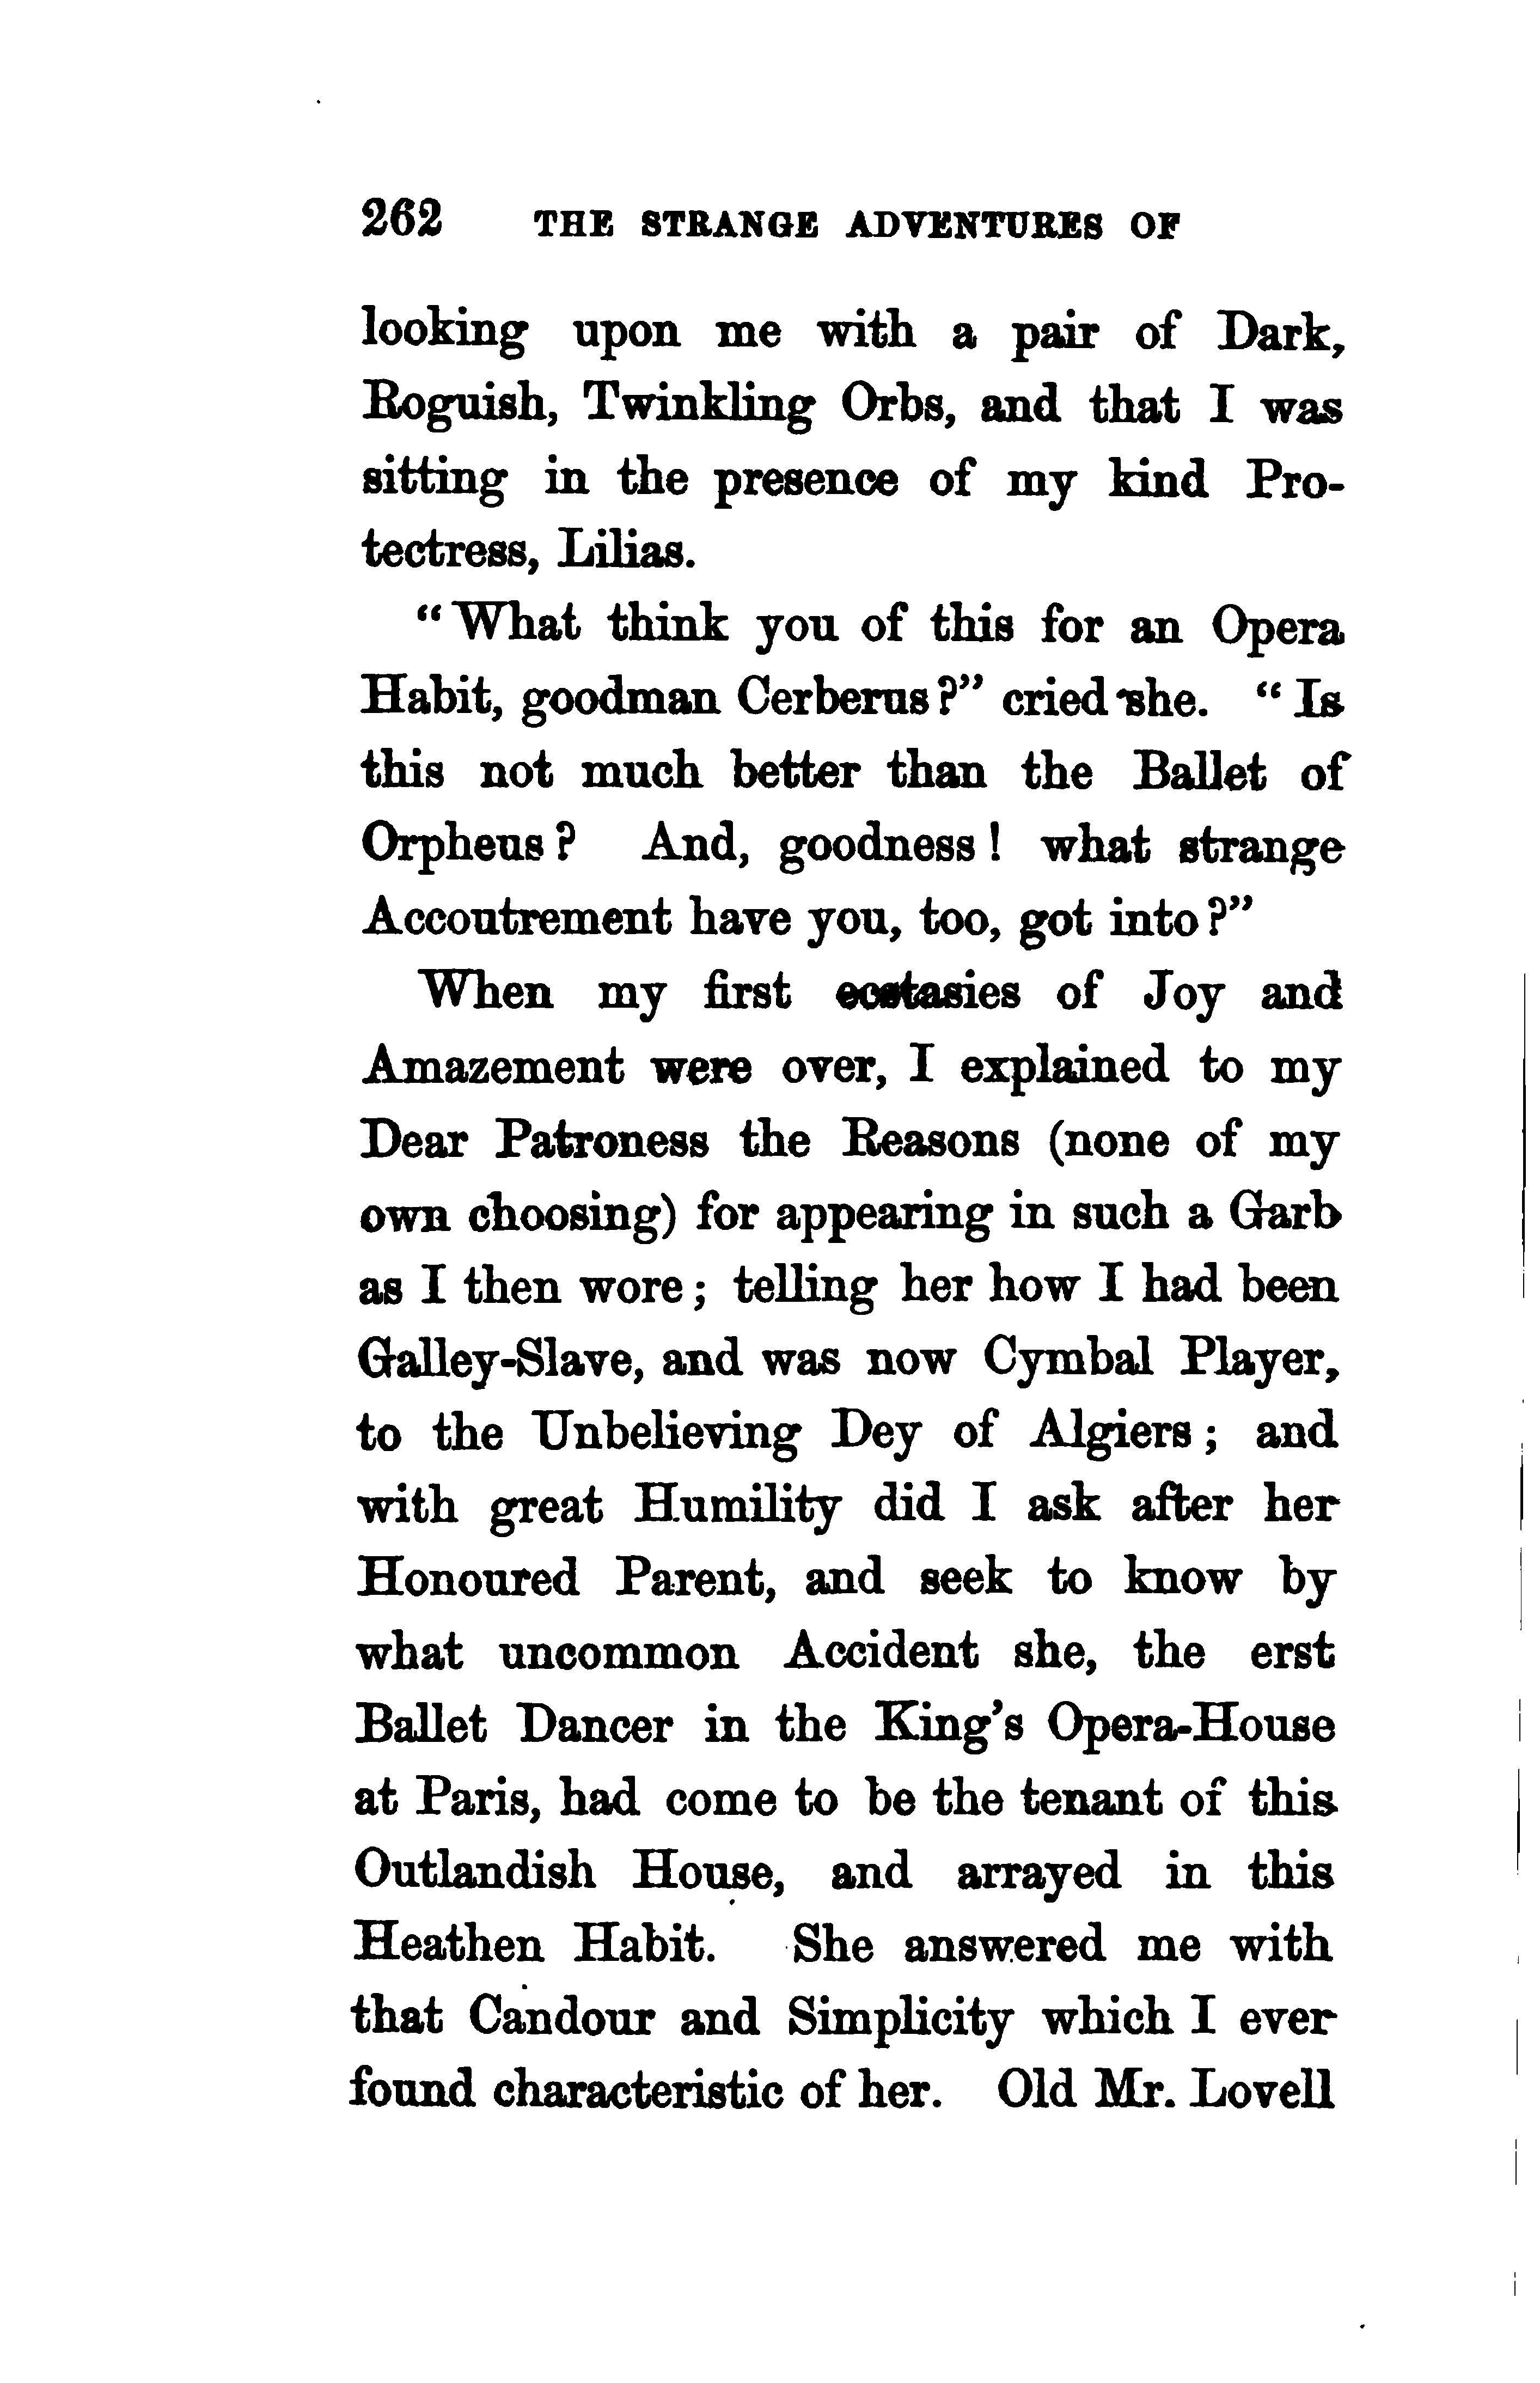 262 THE STRANGE ADVENTURES OF
looking upon me with a pair of Dark,
Roguish, Twinkling Orbs, and that I was
sitting in the presence of my kind Pro-
tectress, Lilias.
“What think you of this for an Opera
Habit, goodman Cerberus?” cried she. “Is
this not much better than the Ballet of
Orpheus? And, goodness! what strange
Accoutrement have you, too, got into?”
When my first ecstasies of Joy and
Amazement were over, I explained to my
Dear Patroness the Reasons (none of my
own choosing) for appearing in such a Garb
as I then wore; telling her how I had been
Galley-Slave, and was now Cymbal Player,
to the Unbelieving Dey of Algiers; and
with great Humility did I ask after her
Honoured Parent, and seek to know by
what uncommon Accident she, the erst
Ballet Dancer in the King’s Opera-House
at Paris, had come to be the tenant of this
Outlandish House, and arrayed in this
Heathen Habit. She answered me with
that Candour and Simplicity which I ever
found characteristic of her. Old Mr. Lovell